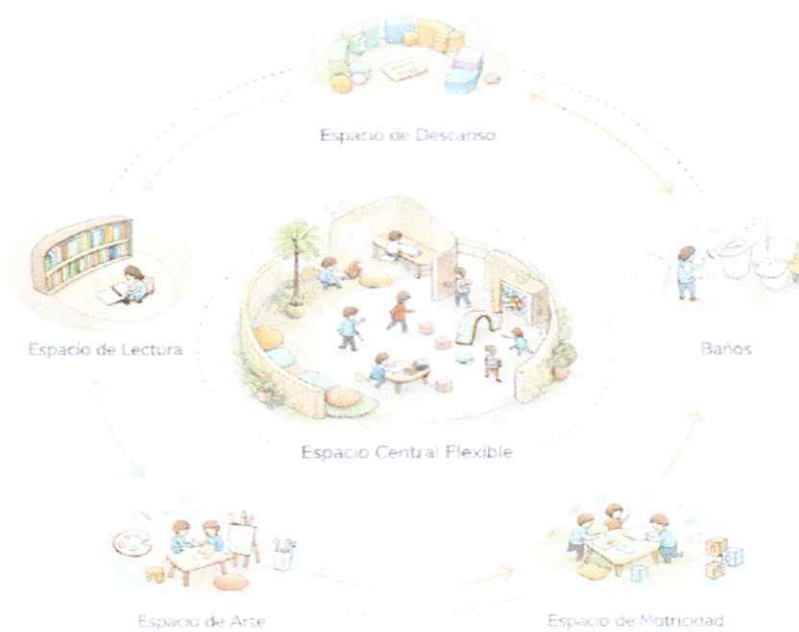 Espacio de Descanso
Espacio de Lectura
Baños
Espacio Central Flexible
Espacio de Arte
Espacio de Motricidad